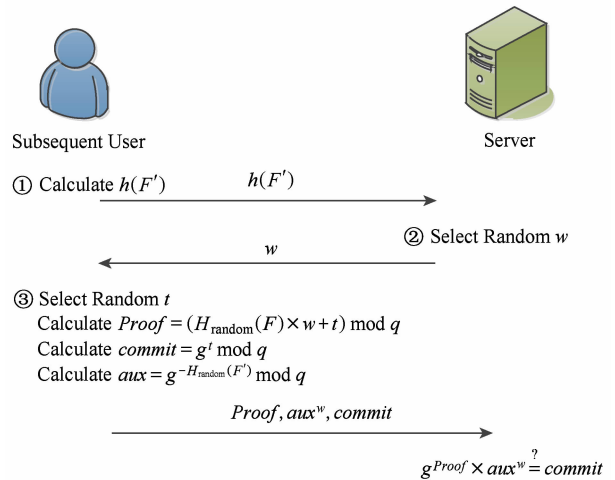 Subsequent User
Server
① Calculate h(F′)
h(F′)
② Select Random w
w
③ Select Random t
Calculate Proof = (H_random(F) × w + t) mod q
Calculate commit = g^t mod q
Calculate aux = g^{-H_random(F′)} mod q
Proof, aux^w, commit
g^Proof × aux^w ≟ commit